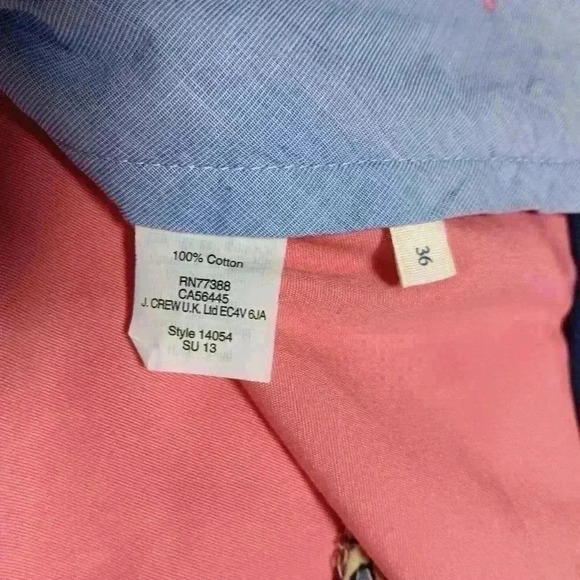 100% Cotton
RN77388
CA56445
J. CREW U.K. Ltd EC4V 6JA
Style 14054
SU 13
36